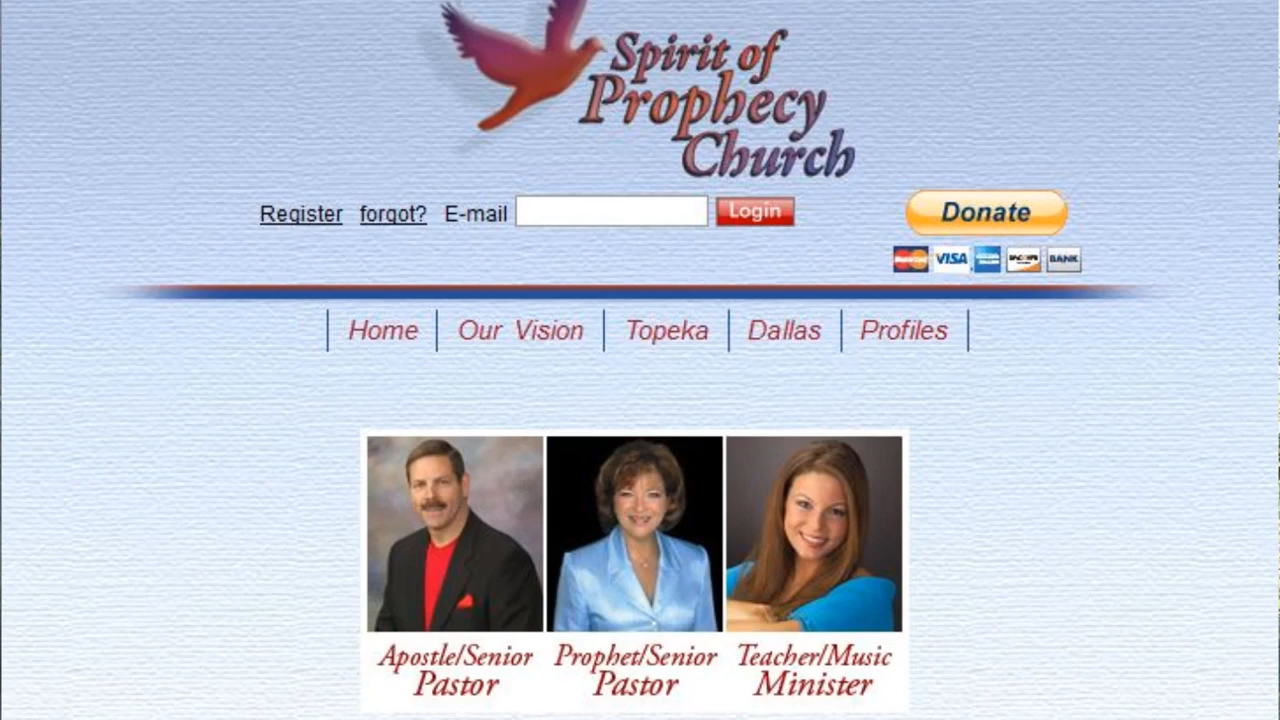 Spirit of
Prophecy
Church
Register forgot? E-mail Login Donate
VISA BANK
Home Our Vision Topeka Dallas Profiles
Apostle/Senior Prophet/Senior Teacher/Music
Pastor Pastor Minister